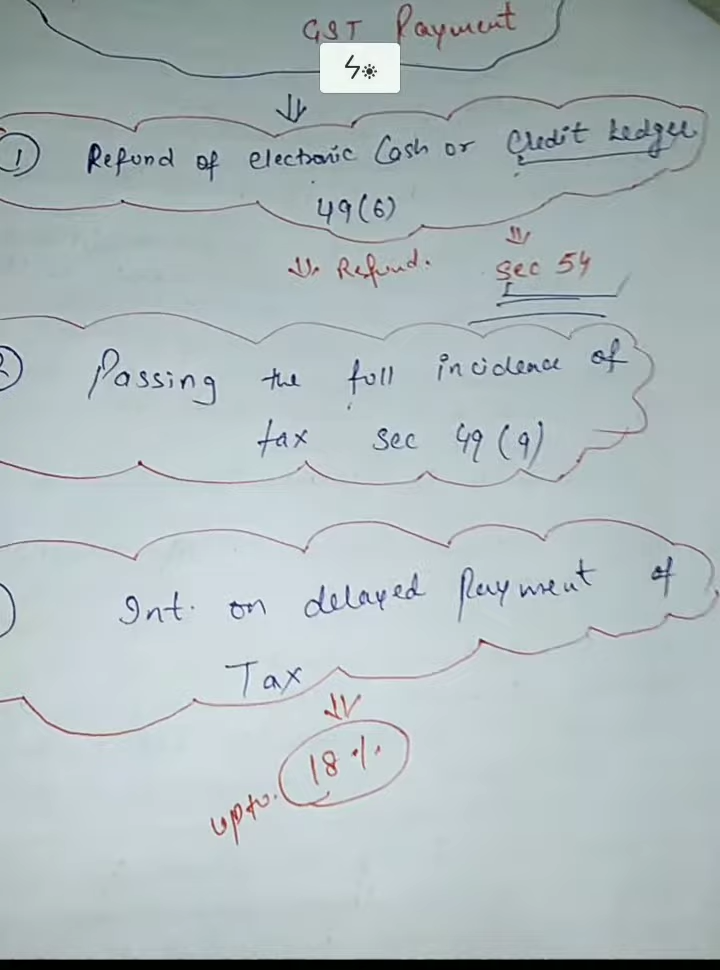 GST Payment
① Refund of electronic Cash or Credit Ledger
49(6)
Refund. Sec 54
Passing the full incidence of
tax sec 49 (9)
Int. on delayed Payment of
Tax
upto. 18 %